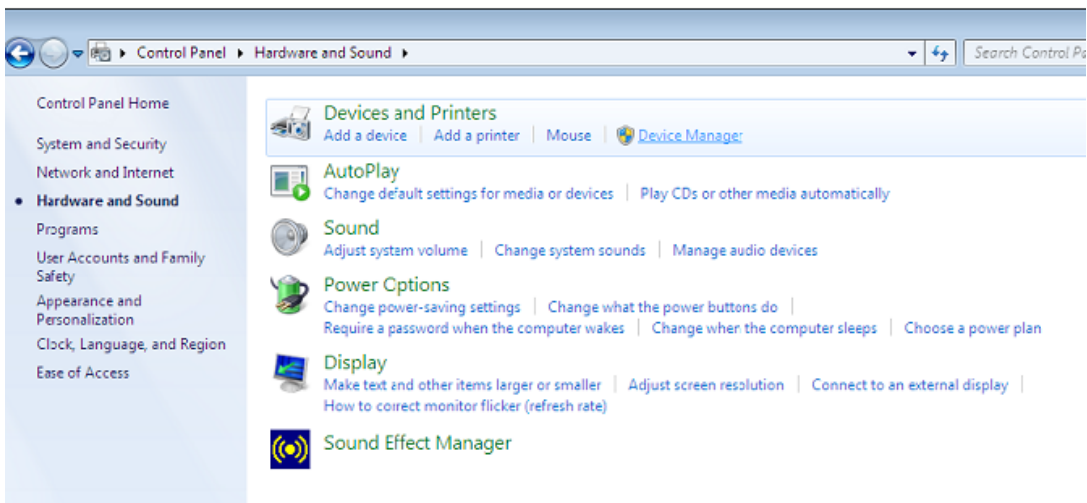 Control Panel Hardware and Sound Search Control Pa
Control Panel Home
System and Security
Network and Internet
Hardware and Sound
Programs
User Accounts and Family
Safety
Appearance and
Personalization
Clock, Language, and Region
Ease of Access
Devices and Printers
Add a device Add a printer Mouse Device Manager
AutoPlay
Change default settings for media or devices Play CDs or other media automatically
Sound
Adjust system volume Change system sounds Manage audio devices
Power Options
Change power-saving settings Change what the power buttons do
Require a password when the computer wakes Change when the computer sleeps Choose a power plan
Display
Make text and other items larger or smaller Adjust screen resolution Connect to an external display
How to correct monitor flicker (refresh rate)
Sound Effect Manager